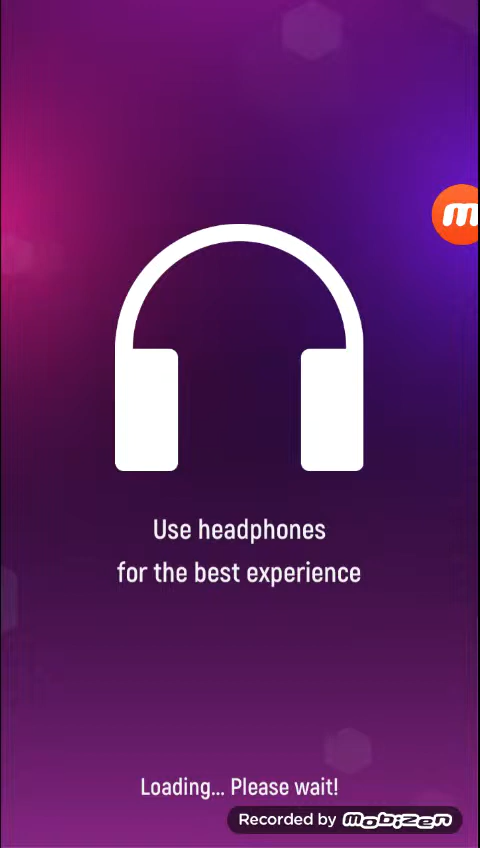 m
Use headphones
for the best experience
Loading... Please wait!
Recorded by Mobizen